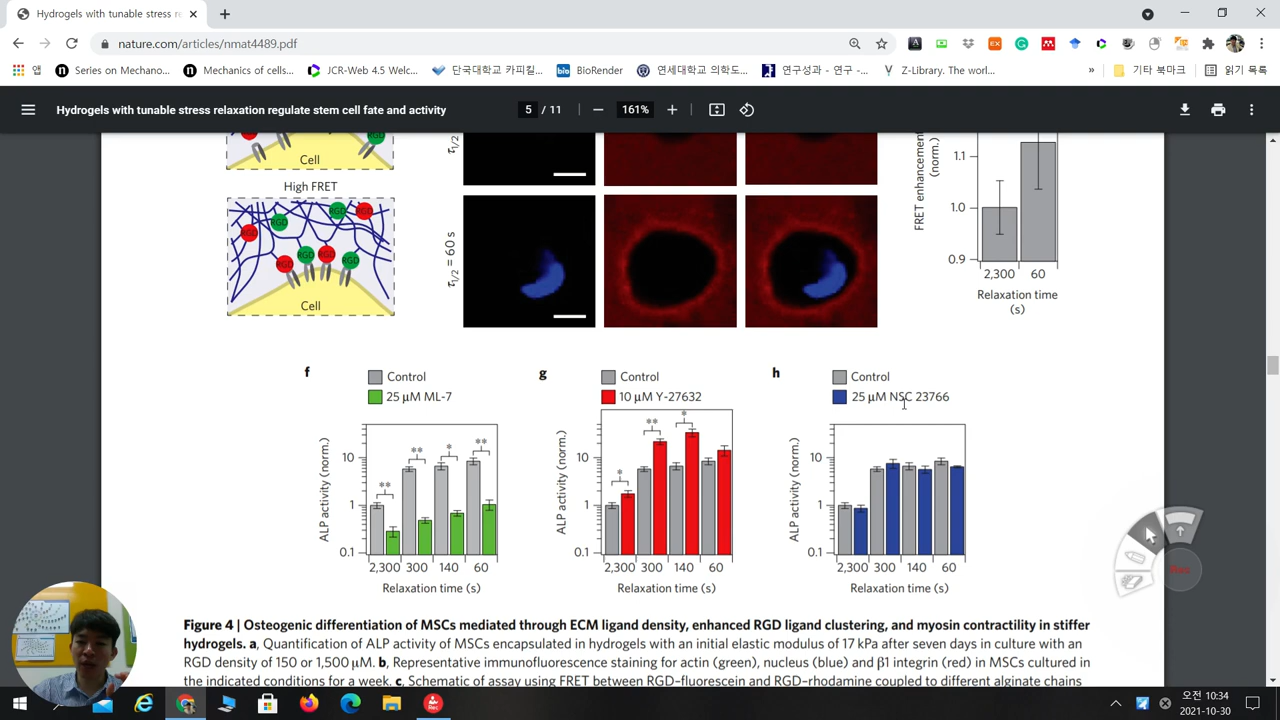 Hydrogels with tunable stress re
nature.com/articles/nmat4489.pdf
앱
Series on Mechano...
Mechanics of cells...
JCR-Web 4.5 Welc...
단국대학교 카피킬...
BioRender
연세대학교 의학도...
연구성과 - 연구 -...
Z-Library. The worl...
»
기타 북마크
읽기 목록
Hydrogels with tunable stress relaxation regulate stem cell fate and activity
5 / 11
161%
Cell
High FRET
RGD RGD RGD RGD
RGD RGD RGD RGD
Cell
τ1/2
τ1/2 = 60 s
FRET enhancement
(norm.)
1.1
1.0
0.9
2,300 60
Relaxation time
(s)
f
Control
25 μM ML-7
ALP activity (norm.)
10
1
0.1
** ** * **
2,300 300 140 60
Relaxation time (s)
g
Control
10 μM Y-27632
ALP activity (norm.)
10
1
0.1
* ** *
2,300 300 140 60
Relaxation time (s)
h
Control
25 μM NSC 23766
ALP activity (norm.)
10
1
0.1
2,300 300 140 60
Relaxation time (s)
Rec
Figure 4 | Osteogenic differentiation of MSCs mediated through ECM ligand density, enhanced RGD ligand clustering, and myosin contractility in stiffer
hydrogels. a, Quantification of ALP activity of MSCs encapsulated in hydrogels with an initial elastic modulus of 17 kPa after seven days in culture with an
RGD density of 150 or 1,500 μM. b, Representative immunofluorescence staining for actin (green), nucleus (blue) and β1 integrin (red) in MSCs cultured in
the indicated conditions for a week. c, Schematic of assay using FRET between RGD–fluorescein and RGD–rhodamine coupled to different alginate chains
오전 10:34
2021-10-30